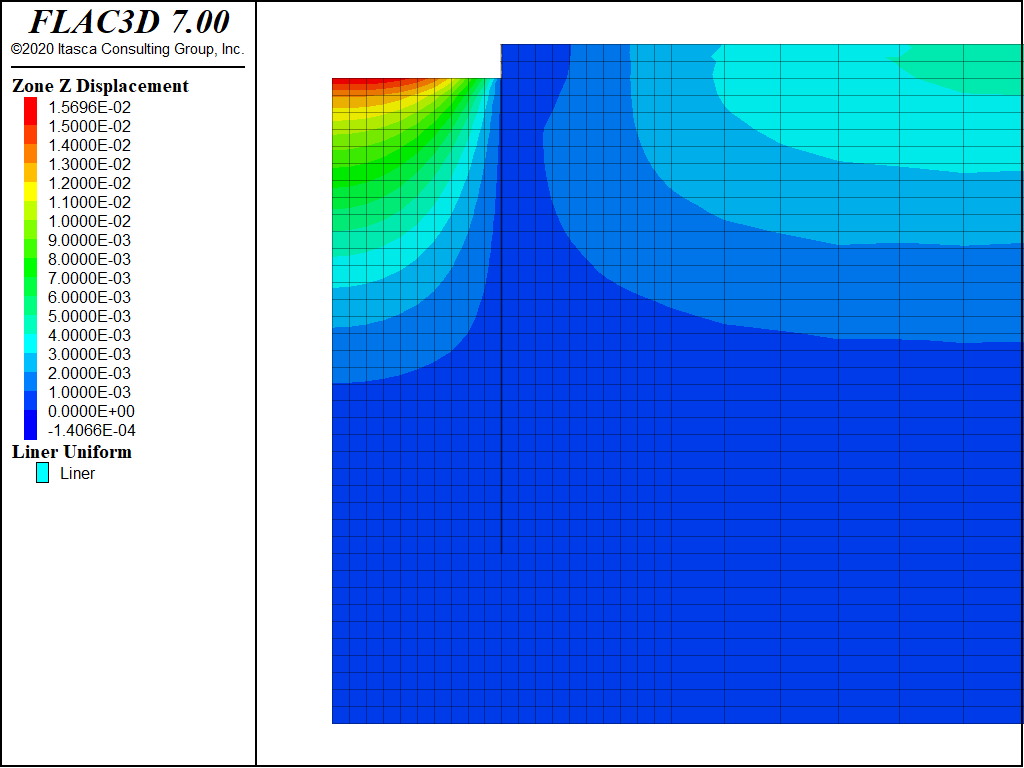 FLAC3D 7.00
©2020 Itasca Consulting Group, Inc.
Zone Z Displacement
1.5696E-02
1.5000E-02
1.4000E-02
1.3000E-02
1.2000E-02
1.1000E-02
1.0000E-02
9.0000E-03
8.0000E-03
7.0000E-03
6.0000E-03
5.0000E-03
4.0000E-03
3.0000E-03
2.0000E-03
1.0000E-03
0.0000E+00
-1.4066E-04
Liner Uniform
Liner